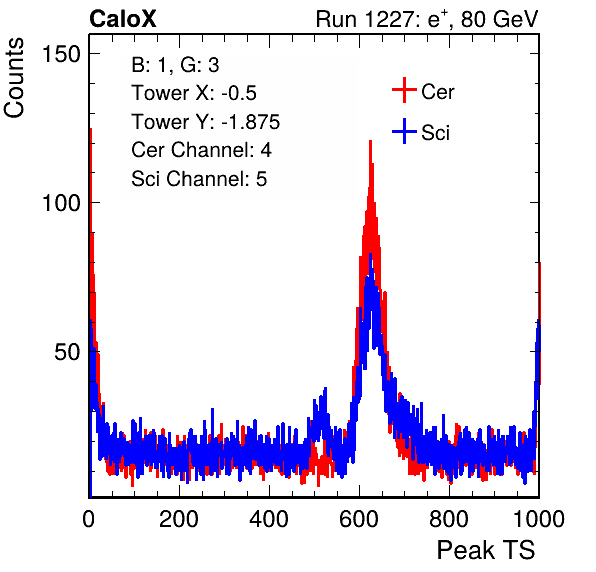 CaloX
Run 1227: e+, 80 GeV
Counts
150
100
50
B: 1, G: 3
Tower X: -0.5
Tower Y: -1.875
Cer Channel: 4
Sci Channel: 5
Cer
Sci
0 200 400 600 800 1000
Peak TS